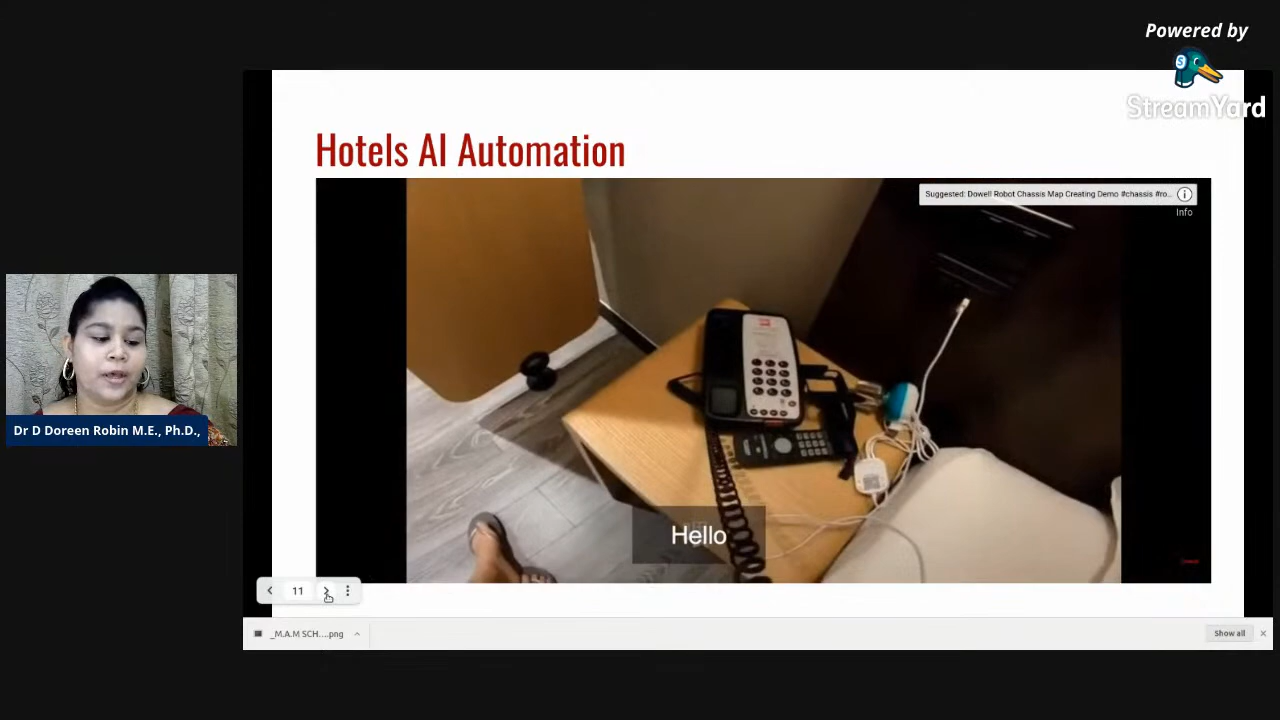 Powered by
StreamYard
Hotels AI Automation
Suggested: Dowell Robot Chassis Map Creating Demo #chassis #ro...
Info
Hello
Dr D Doreen Robin M.E., Ph.D.,
11
_M.A.M SCH....png
Show all